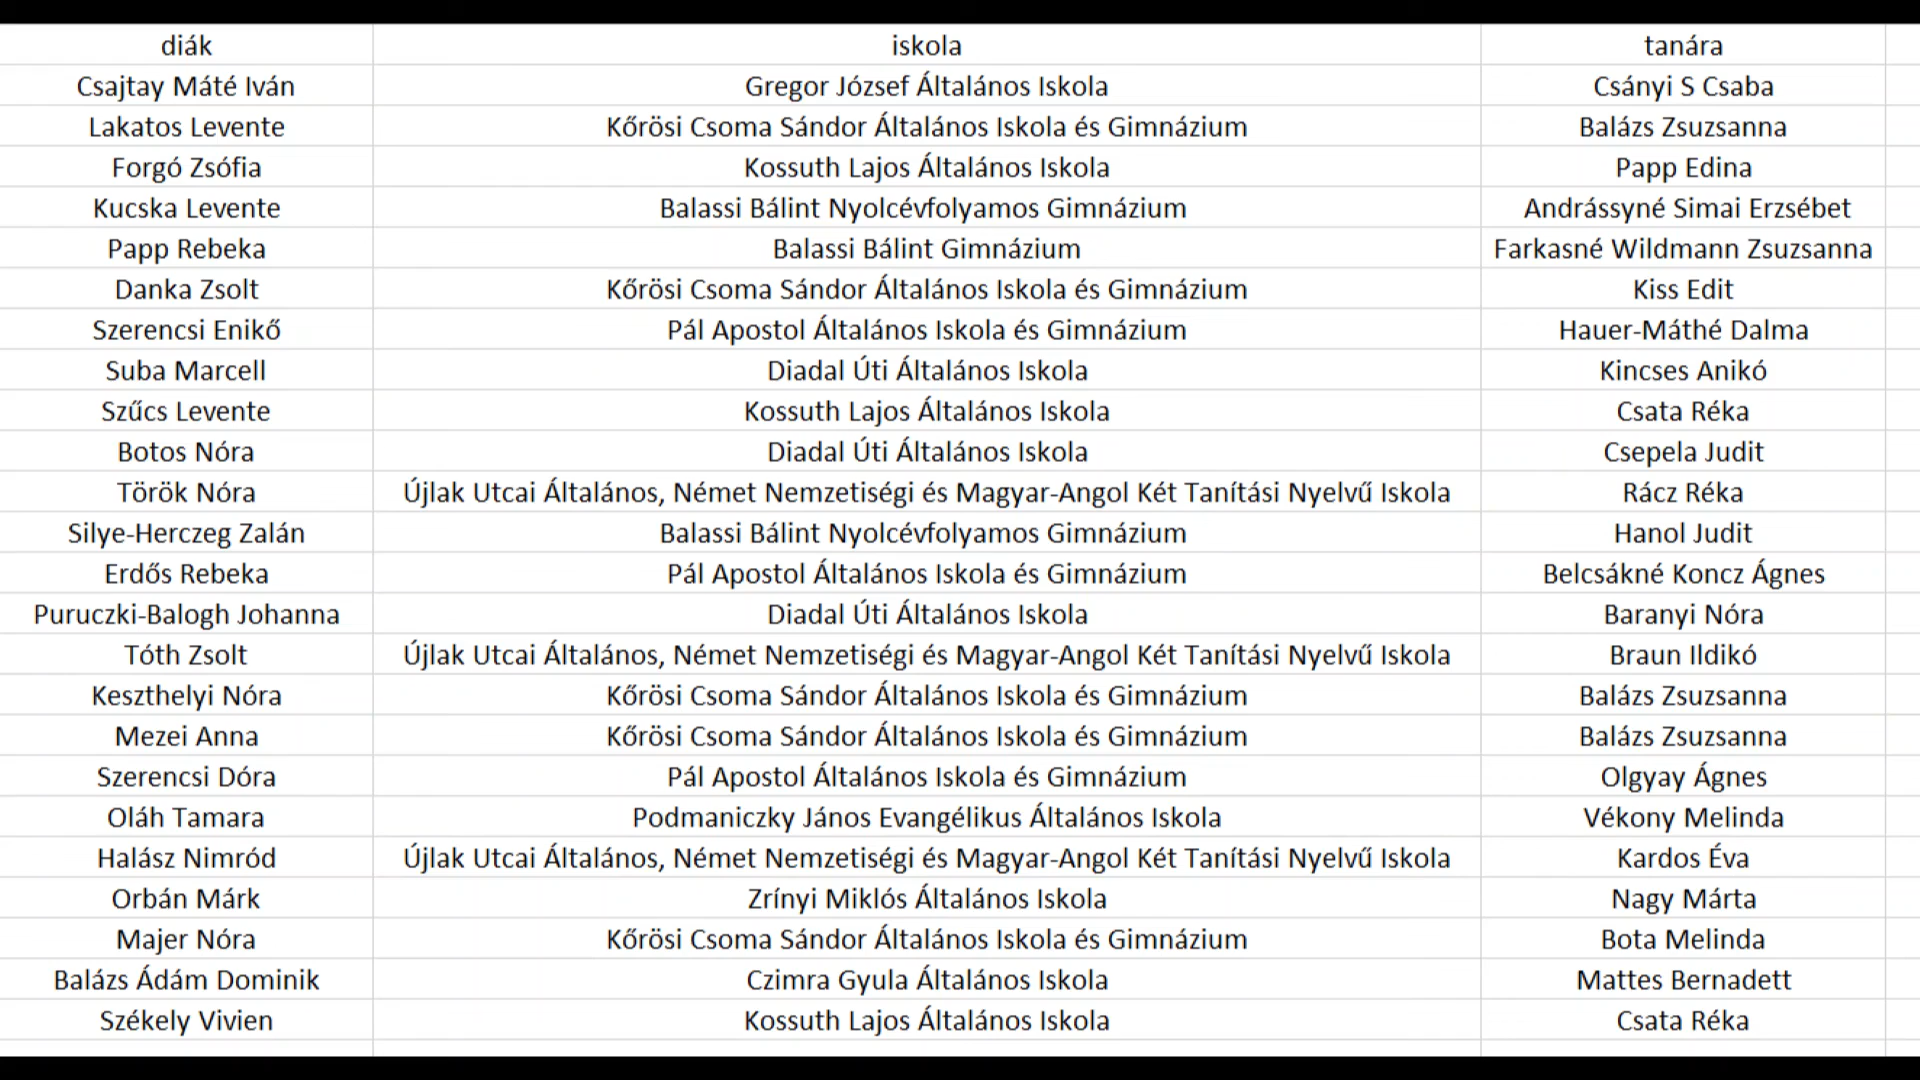 diák iskola tanára
Csajtay Máté Iván Gregor József Általános Iskola Csányi S Csaba
Lakatos Levente Kőrösi Csoma Sándor Általános Iskola és Gimnázium Balázs Zsuzsanna
Forgó Zsófia Kossuth Lajos Általános Iskola Papp Edina
Kucska Levente Balassi Bálint Nyolcévfolyamos Gimnázium Andrássyné Simai Erzsébet
Papp Rebeka Balassi Bálint Gimnázium Farkasné Wildmann Zsuzsanna
Danka Zsolt Kőrösi Csoma Sándor Általános Iskola és Gimnázium Kiss Edit
Szerencsi Enikő Pál Apostol Általános Iskola és Gimnázium Hauer-Máthé Dalma
Suba Marcell Diadal Úti Általános Iskola Kincses Anikó
Szűcs Levente Kossuth Lajos Általános Iskola Csata Réka
Botos Nóra Diadal Úti Általános Iskola Csepela Judit
Török Nóra Újlak Utcai Általános, Német Nemzetiségi és Magyar-Angol Két Tanítási Nyelvű Iskola Rácz Réka
Silye-Herczeg Zalán Balassi Bálint Nyolcévfolyamos Gimnázium Hanol Judit
Erdős Rebeka Pál Apostol Általános Iskola és Gimnázium Belcsákné Koncz Ágnes
Puruczki-Balogh Johanna Diadal Úti Általános Iskola Baranyi Nóra
Tóth Zsolt Újlak Utcai Általános, Német Nemzetiségi és Magyar-Angol Két Tanítási Nyelvű Iskola Braun Ildikó
Keszthelyi Nóra Kőrösi Csoma Sándor Általános Iskola és Gimnázium Balázs Zsuzsanna
Mezei Anna Kőrösi Csoma Sándor Általános Iskola és Gimnázium Balázs Zsuzsanna
Szerencsi Dóra Pál Apostol Általános Iskola és Gimnázium Olgyay Ágnes
Oláh Tamara Podmaniczky János Evangélikus Általános Iskola Vékony Melinda
Halász Nimród Újlak Utcai Általános, Német Nemzetiségi és Magyar-Angol Két Tanítási Nyelvű Iskola Kardos Éva
Orbán Márk Zrínyi Miklós Általános Iskola Nagy Márta
Majer Nóra Kőrösi Csoma Sándor Általános Iskola és Gimnázium Bota Melinda
Balázs Ádám Dominik Czimra Gyula Általános Iskola Mattes Bernadett
Székely Vivien Kossuth Lajos Általános Iskola Csata Réka